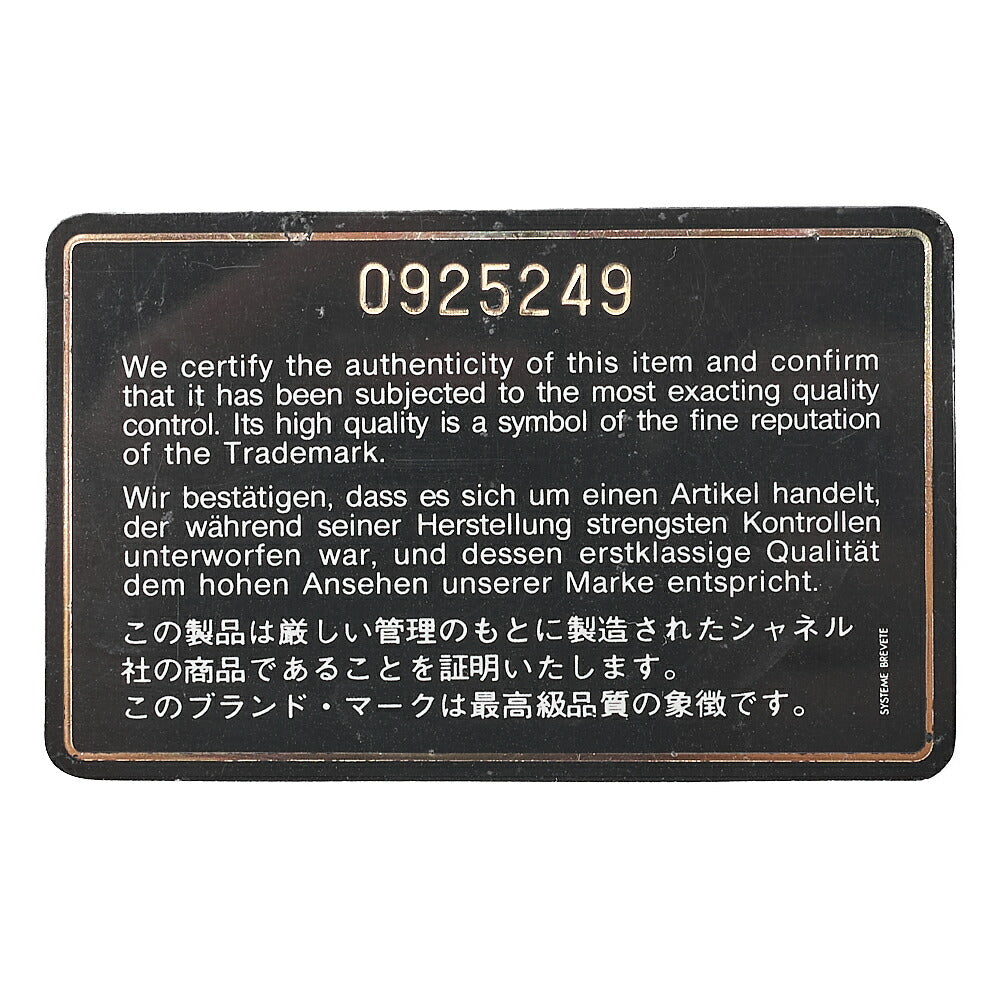 0925249
We certify the authenticity of this item and confirm
that it has been subjected to the most exacting quality
control. Its high quality is a symbol of the fine reputation
of the Trademark.
Wir bestätigen, dass es sich um einen Artikel handelt,
der während seiner Herstellung strengsten Kontrollen
unterworfen war, und dessen erstklassige Qualität
dem hohen Ansehen unserer Marke entspricht.
この製品は厳しい管理のもとに製造されたシャネル
社の商品であることを証明いたします。
このブランド・マークは最高級品質の象徴です。
SYSTEME BREVETE